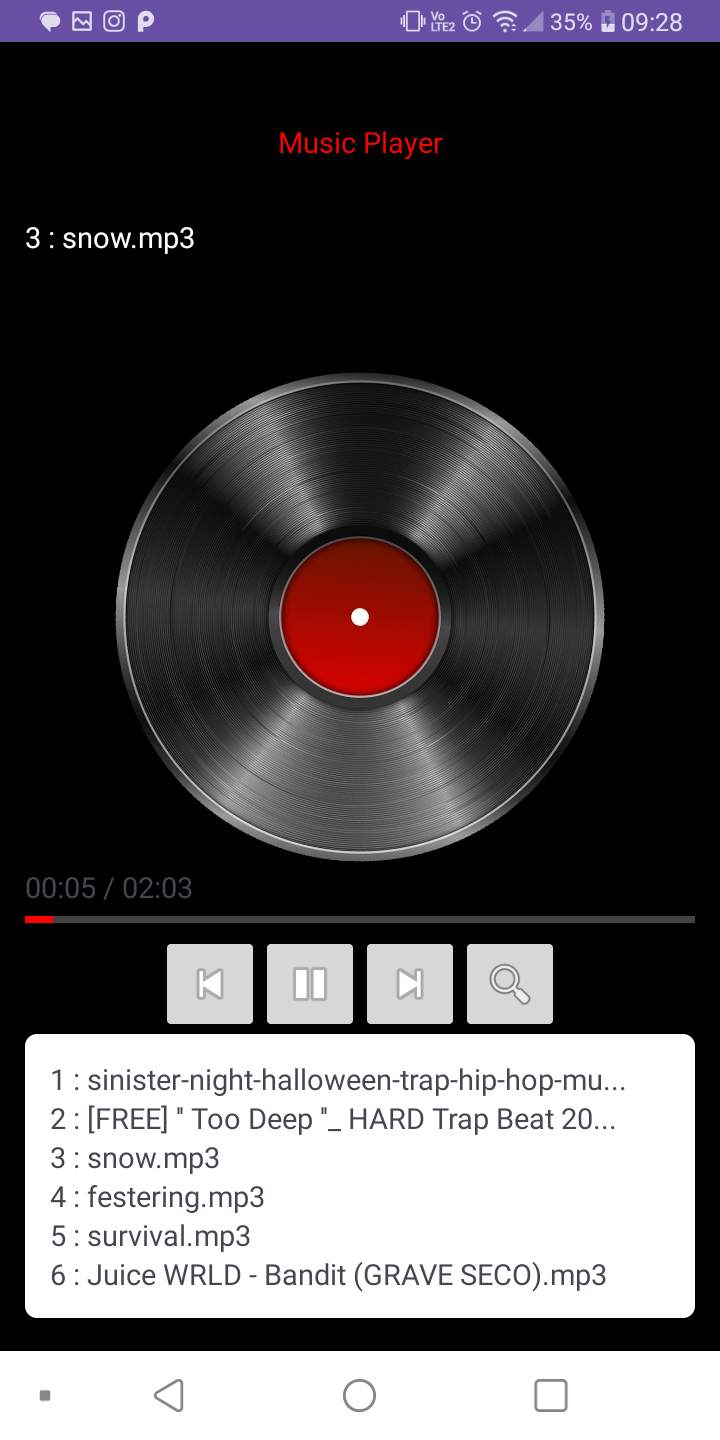 Vo LTE2 35% 09:28
Music Player
3 : snow.mp3
00:05 / 02:03
1 : sinister-night-halloween-trap-hip-hop-mu...
2 : [FREE] " Too Deep "_ HARD Trap Beat 20...
3 : snow.mp3
4 : festering.mp3
5 : survival.mp3
6 : Juice WRLD - Bandit (GRAVE SECO).mp3